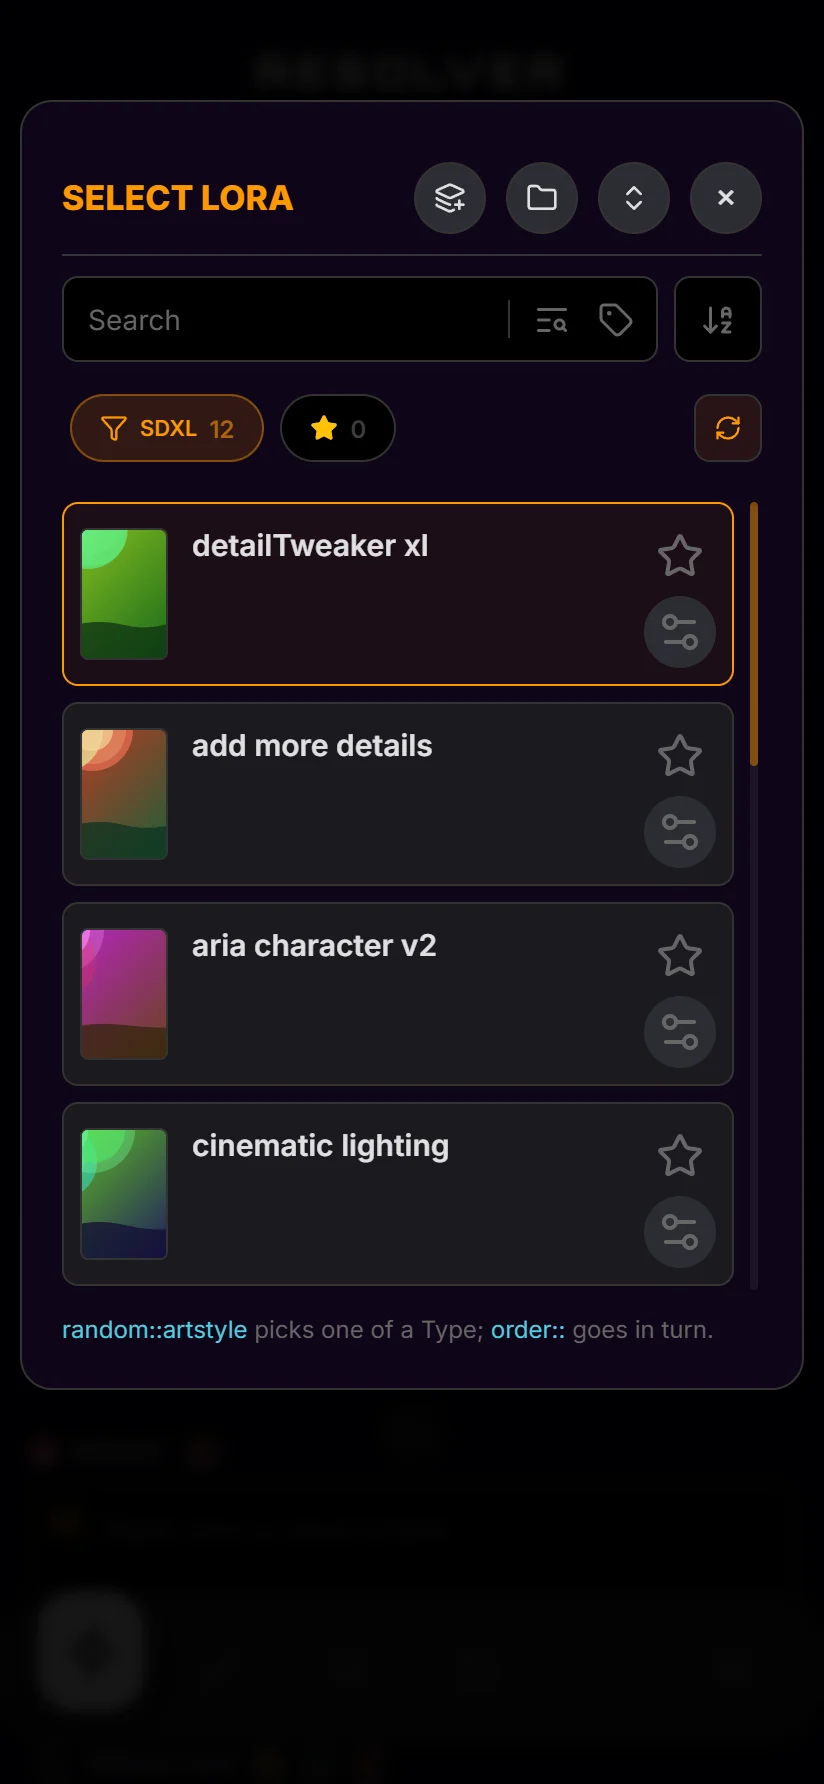 RESOLVER
SELECT LORA
Search
SDXL 12
0
detailTweaker xl
add more details
aria character v2
cinematic lighting
random::artstyle picks one of a Type; order:: goes in turn.